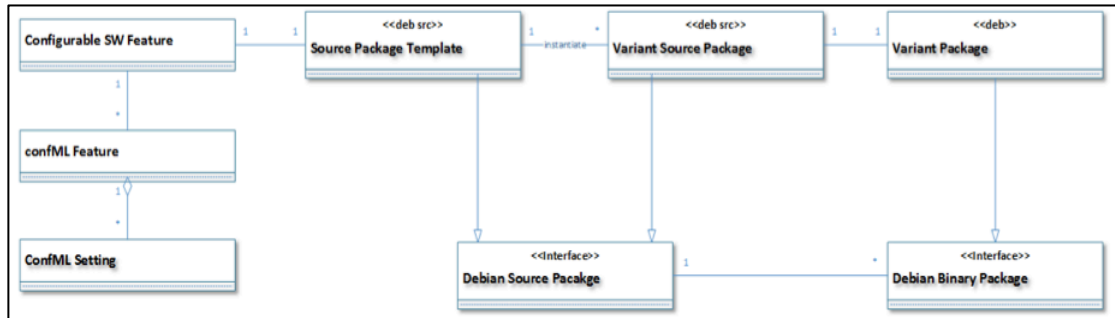 <<deb src>>
<<deb src>>
<<deb>>
Configurable SW Feature
1
1
Source Package Template
1
instantiate
*
Variant Source Package
1
1
Variant Package
1
*
confML Feature
1
*
ConfML Setting
<<Interface>>
Debian Source Pacakge
1
*
<<Interface>>
Debian Binary Package